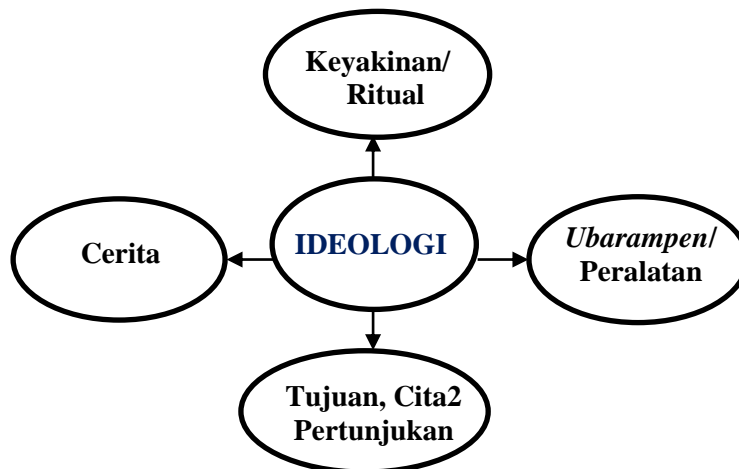 Keyakinan/
Ritual
Cerita
IDEOLOGI
Ubarampen/
Peralatan
Tujuan, Cita2
Pertunjukan